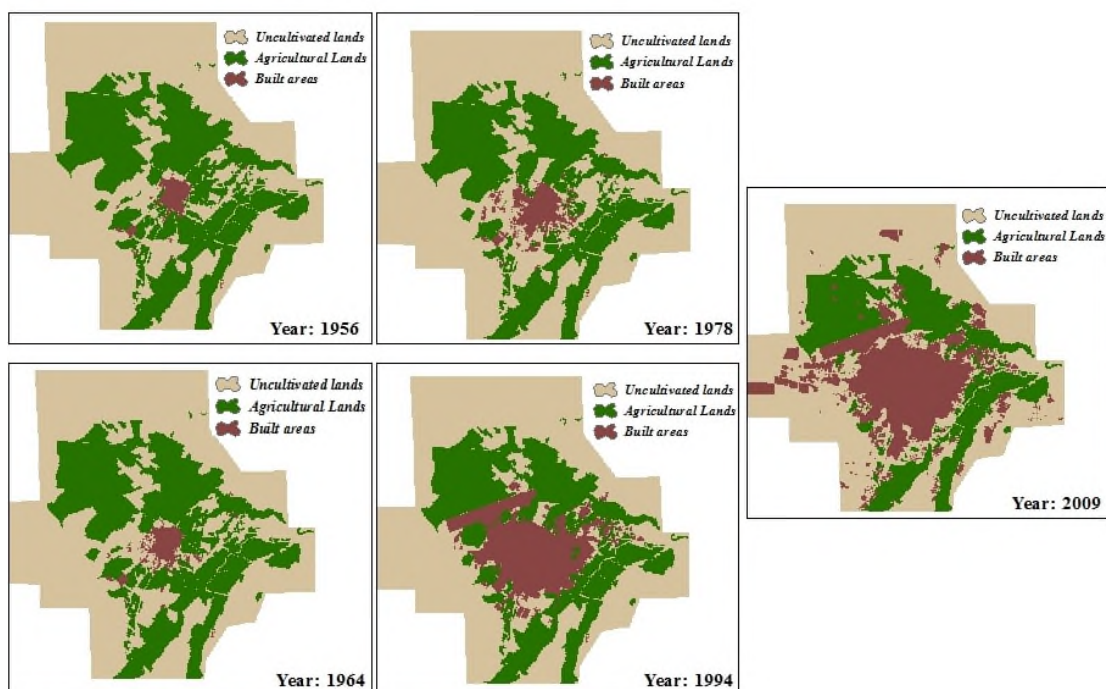 Uncultivated lands
Agricultural Lands
Built areas
Year: 1956
Uncultivated lands
Agricultural Lands
Built areas
Year: 1978
Uncultivated lands
Agricultural Lands
Built areas
Year: 1964
Uncultivated lands
Agricultural Lands
Built areas
Year: 1994
Uncultivated lands
Agricultural Lands
Built areas
Year: 2009